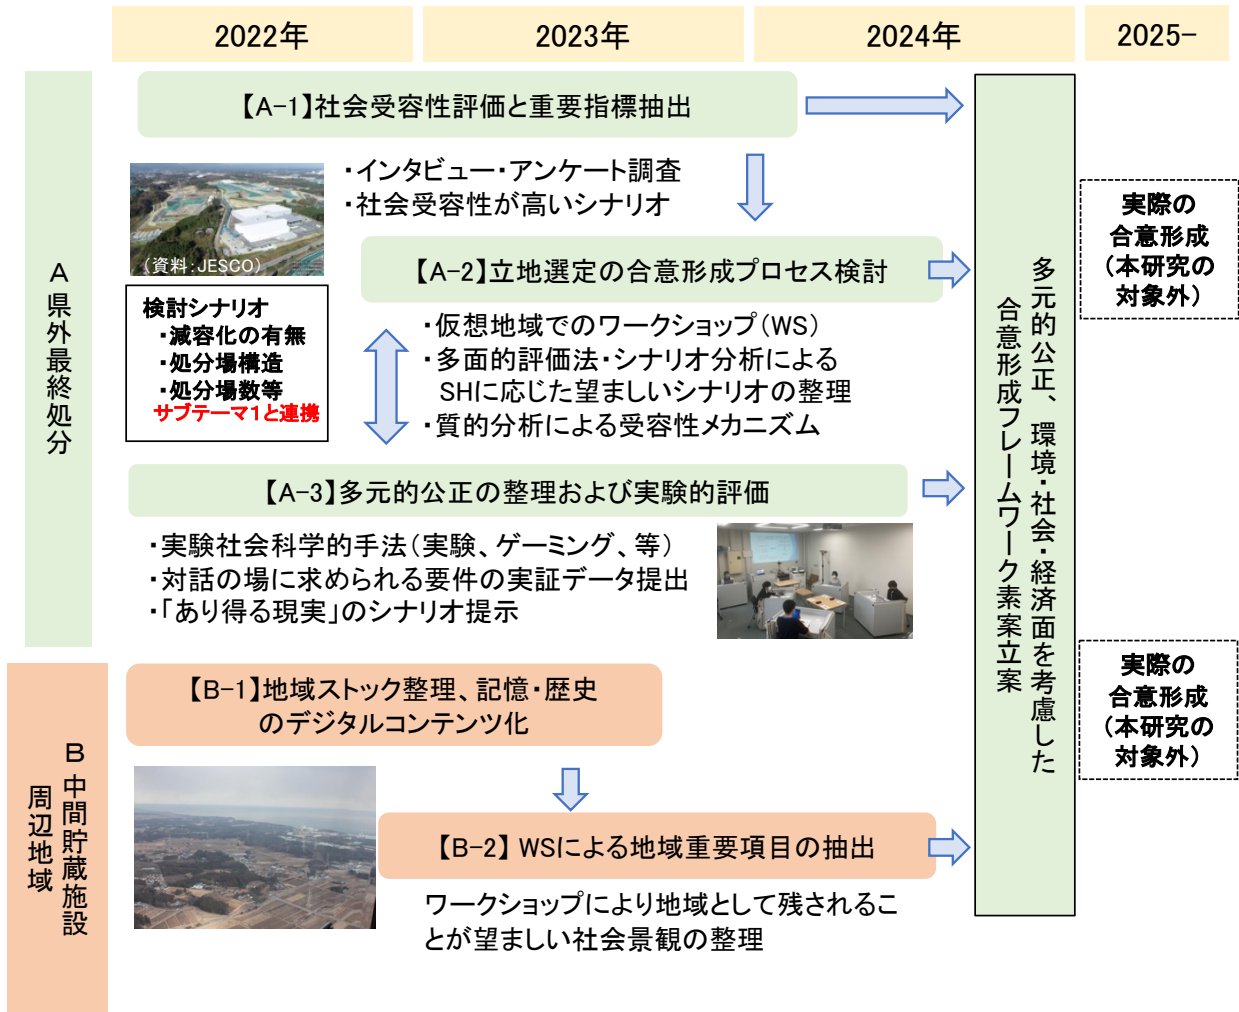 2022年
2023年
2024年
2025−
A 県外最終処分
【A−1】社会受容性評価と重要指標抽出
・インタビュー・アンケート調査
・社会受容性が高いシナリオ
（資料：JESCO）
検討シナリオ
・減容化の有無
・処分場構造
・処分場数等
サブテーマ１と連携
【A−2】立地選定の合意形成プロセス検討
・仮想地域でのワークショップ（WS）
・多面的評価法・シナリオ分析による
SHに応じた望ましいシナリオの整理
・質的分析による受容性メカニズム
【A−3】多元的公正の整理および実験的評価
・実験社会科学的手法（実験、ゲーミング、等）
・対話の場に求められる要件の実証データ提出
・「あり得る現実」のシナリオ提示
B 中間貯蔵施設
周辺地域
【B−1】地域ストック整理、記憶・歴史
のデジタルコンテンツ化
【B−2】 WSによる地域重要項目の抽出
ワークショップにより地域として残されるこ
とが望ましい社会景観の整理
多元的公正、環境・社会・経済面を考慮した
合意形成フレームワーク素案立案
実際の
合意形成
（本研究の
対象外）
実際の
合意形成
（本研究の
対象外）